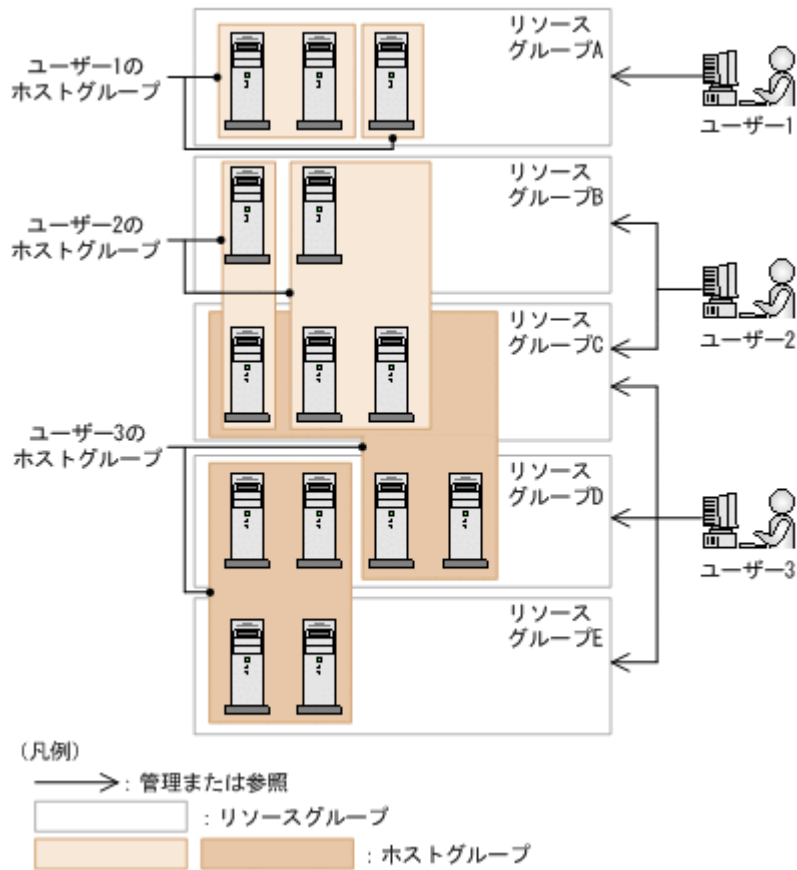 リソース
グループA
ユーザー1の
ホストグループ
ユーザー1
リソース
グループB
ユーザー2の
ホストグループ
ユーザー2
リソース
グループC
ユーザー3の
ホストグループ
リソース
グループD
ユーザー3
リソース
グループE
(凡例)
：管理または参照
：リソースグループ
：ホストグループ